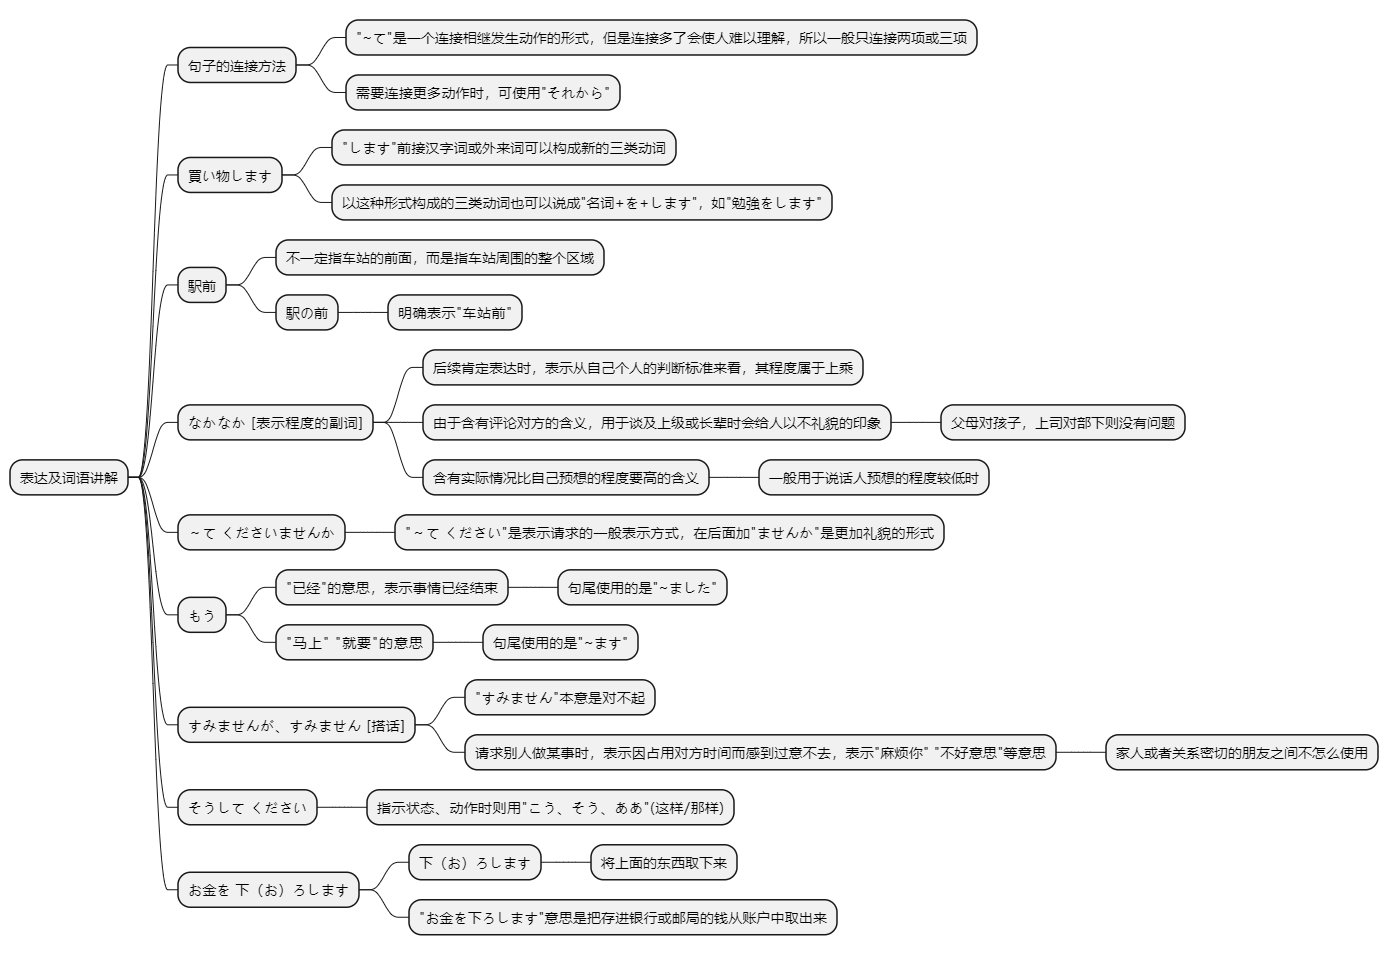 表达及词语讲解
句子的连接方法
"~て"是一个连接相继发生动作的形式，但是连接多了会使人难以理解，所以一般只连接两项或三项
需要连接更多动作时，可使用"それから"
買い物します
"します"前接汉字词或外来词可以构成新的三类动词
以这种形式构成的三类动词也可以说成"名词+を+します"，如"勉強をします"
駅前
不一定指车站的前面，而是指车站周围的整个区域
駅の前
明确表示"车站前"
なかなか [表示程度的副词]
后续肯定表达时，表示从自己个人的判断标准来看，其程度属于上乘
由于含有评论对方的含义，用于谈及上级或长辈时会给人以不礼貌的印象
父母对孩子，上司对部下则没有问题
含有实际情况比自己预想的程度要高的含义
一般用于说话人预想的程度较低时
～て くださいませんか
"～て ください"是表示请求的一般表示方式，在后面加"ませんか"是更加礼貌的形式
もう
"已经"的意思，表示事情已经结束
句尾使用的是"~ました"
"马上" "就要"的意思
句尾使用的是"~ます"
すみませんが、すみません [搭话]
"すみません"本意是对不起
请求别人做某事时，表示因占用对方时间而感到过意不去，表示"麻烦你" "不好意思"等意思
家人或者关系密切的朋友之间不怎么使用
そうして ください
指示状态、动作时则用"こう、そう、ああ"(这样/那样)
お金を 下（お）ろします
下（お）ろします
将上面的东西取下来
"お金を下ろします"意思是把存进银行或邮局的钱从账户中取出来